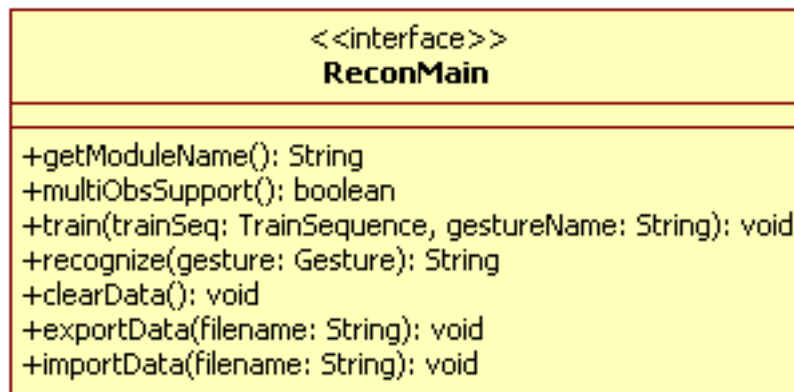 <<interface>>
ReconMain
+getModuleName(): String
+multiObsSupport(): boolean
+train(trainSeq: TrainSequence, gestureName: String): void
+recognize(gesture: Gesture): String
+clearData(): void
+exportData(filename: String): void
+importData(filename: String): void